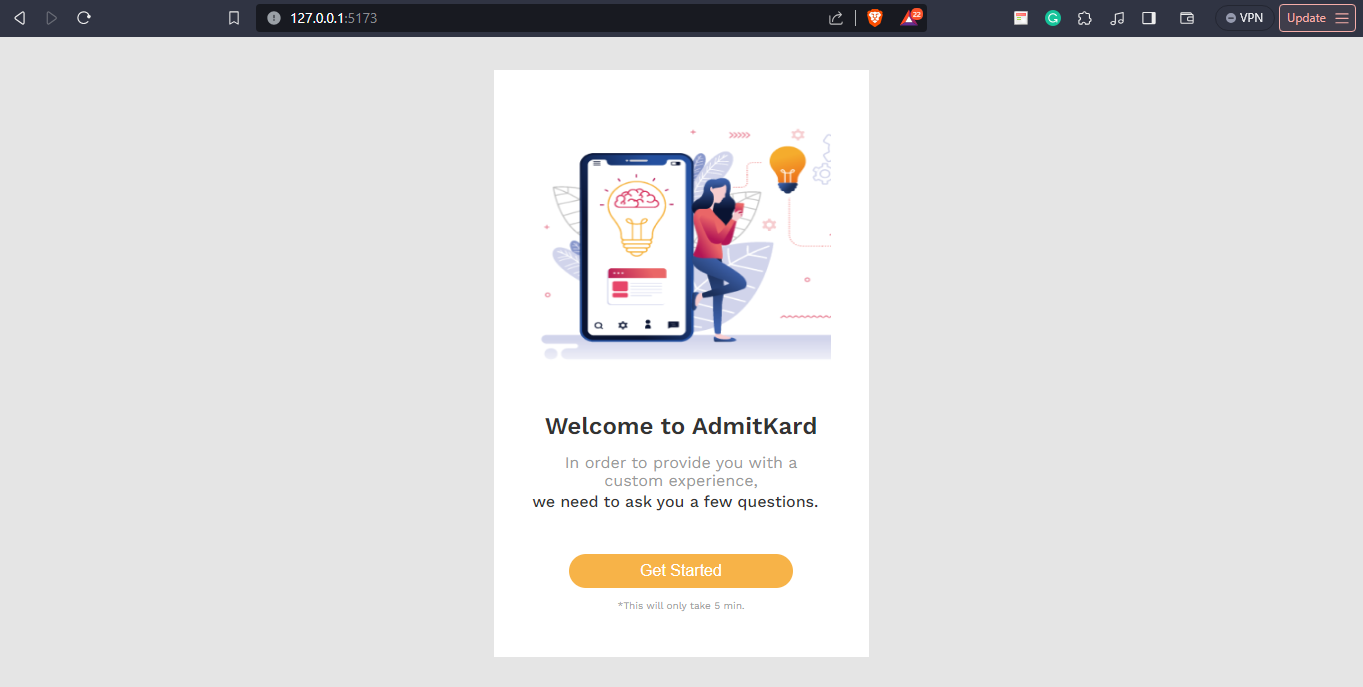 127.0.0.1:5173
22
VPN
Update
Welcome to AdmitKard
In order to provide you with a
custom experience,
we need to ask you a few questions.
Get Started
*This will only take 5 min.